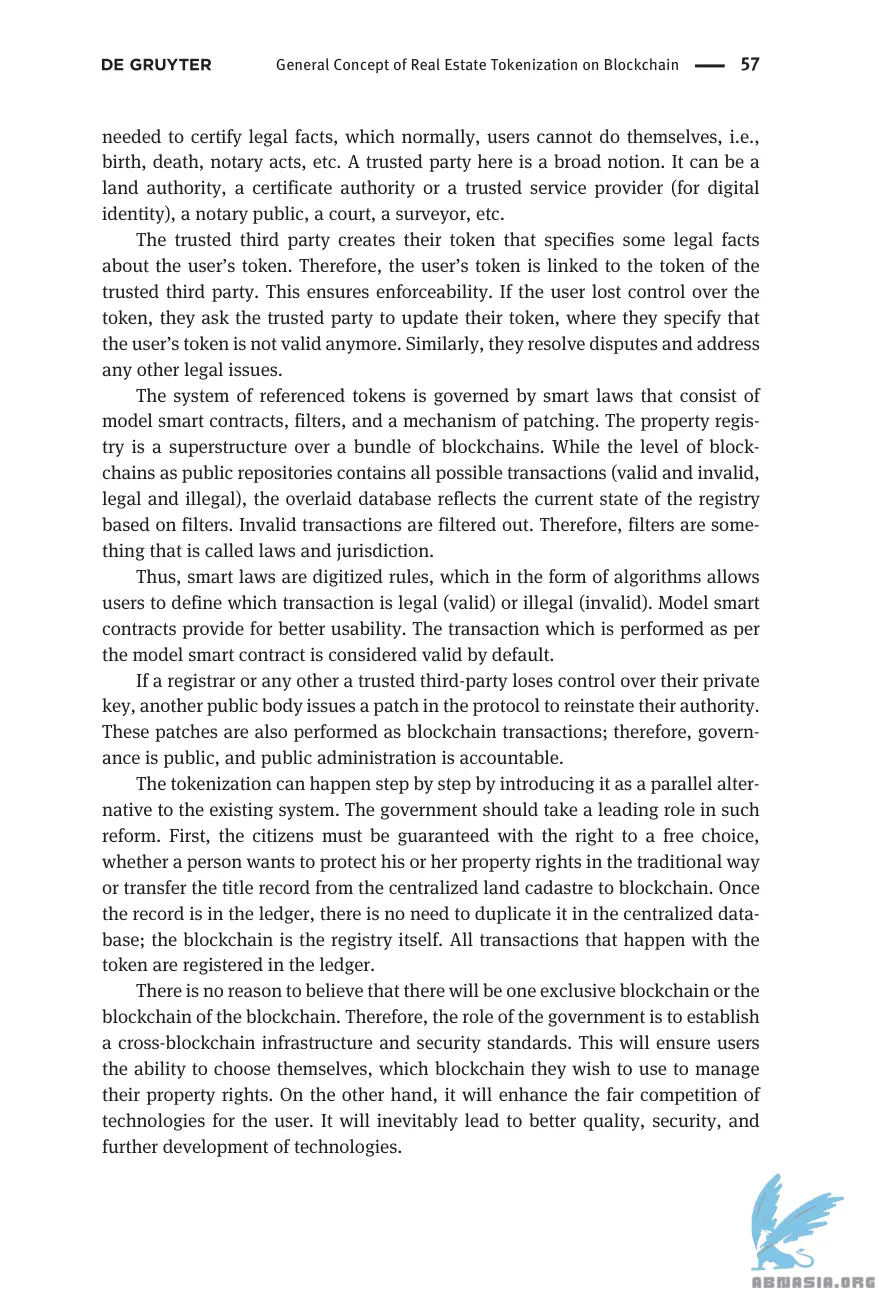 DE GRUYTER General Concept of Real Estate Tokenization on Blockchain — 57
needed to certify legal facts, which normally, users cannot do themselves, i.e.,
birth, death, notary acts, etc. A trusted party here is a broad notion. It can be a
land authority, a certificate authority or a trusted service provider (for digital
identity), a notary public, a court, a surveyor, etc.
The trusted third party creates their token that specifies some legal facts
about the user’s token. Therefore, the user’s token is linked to the token of the
trusted third party. This ensures enforceability. If the user lost control over the
token, they ask the trusted party to update their token, where they specify that
the user’s token is not valid anymore. Similarly, they resolve disputes and address
any other legal issues.
The system of referenced tokens is governed by smart laws that consist of
model smart contracts, filters, and a mechanism of patching. The property regis-
try is a superstructure over a bundle of blockchains. While the level of block-
chains as public repositories contains all possible transactions (valid and invalid,
legal and illegal), the overlaid database reflects the current state of the registry
based on filters. Invalid transactions are filtered out. Therefore, filters are some-
thing that is called laws and jurisdiction.
Thus, smart laws are digitized rules, which in the form of algorithms allows
users to define which transaction is legal (valid) or illegal (invalid). Model smart
contracts provide for better usability. The transaction which is performed as per
the model smart contract is considered valid by default.
If a registrar or any other a trusted third-party loses control over their private
key, another public body issues a patch in the protocol to reinstate their authority.
These patches are also performed as blockchain transactions; therefore, govern-
ance is public, and public administration is accountable.
The tokenization can happen step by step by introducing it as a parallel alter-
native to the existing system. The government should take a leading role in such
reform. First, the citizens must be guaranteed with the right to a free choice,
whether a person wants to protect his or her property rights in the traditional way
or transfer the title record from the centralized land cadastre to blockchain. Once
the record is in the ledger, there is no need to duplicate it in the centralized data-
base; the blockchain is the registry itself. All transactions that happen with the
token are registered in the ledger.
There is no reason to believe that there will be one exclusive blockchain or the
blockchain of the blockchain. Therefore, the role of the government is to establish
a cross-blockchain infrastructure and security standards. This will ensure users
the ability to choose themselves, which blockchain they wish to use to manage
their property rights. On the other hand, it will enhance the fair competition of
technologies for the user. It will inevitably lead to better quality, security, and
further development of technologies.
ABNASIA.ORG